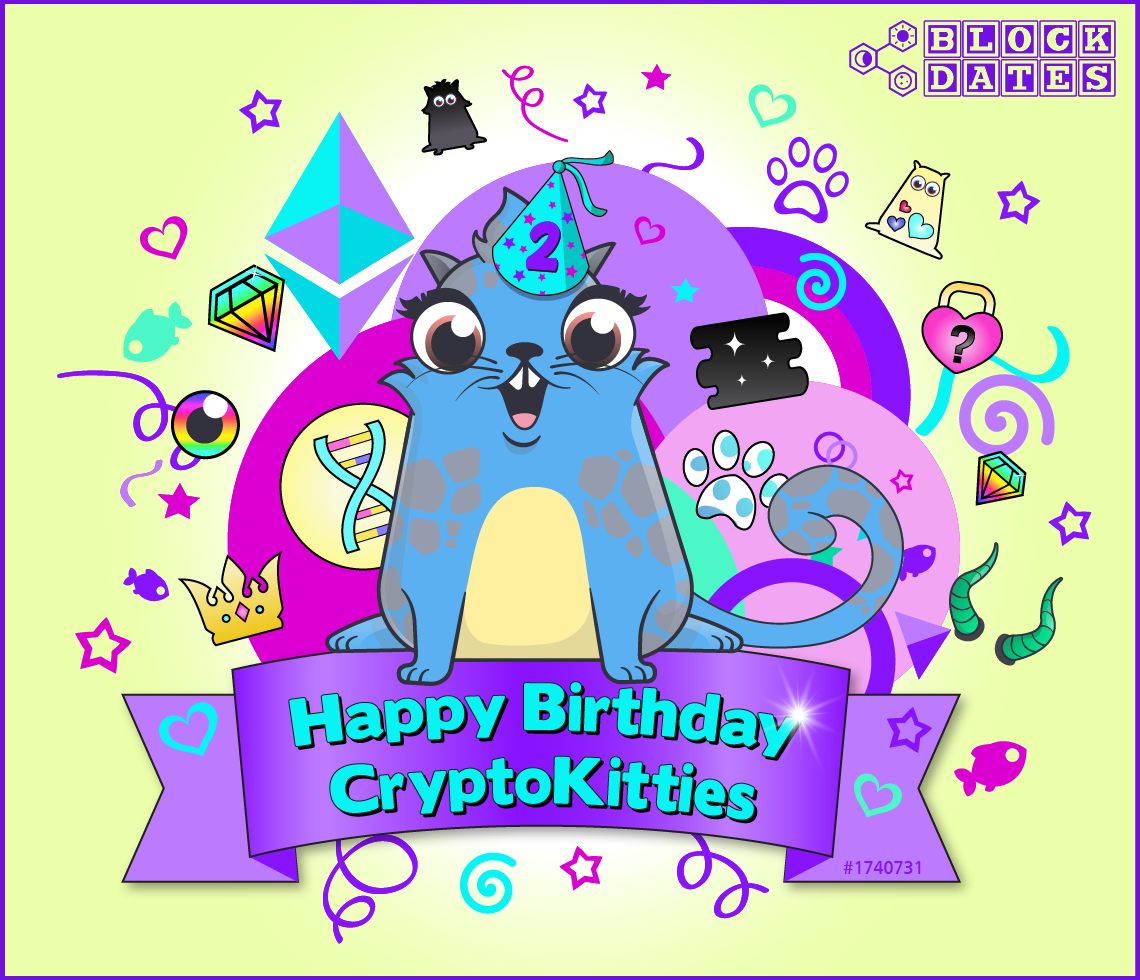 BLOCK
DATES
2
?
Happy Birthday
CryptoKitties
#1740731